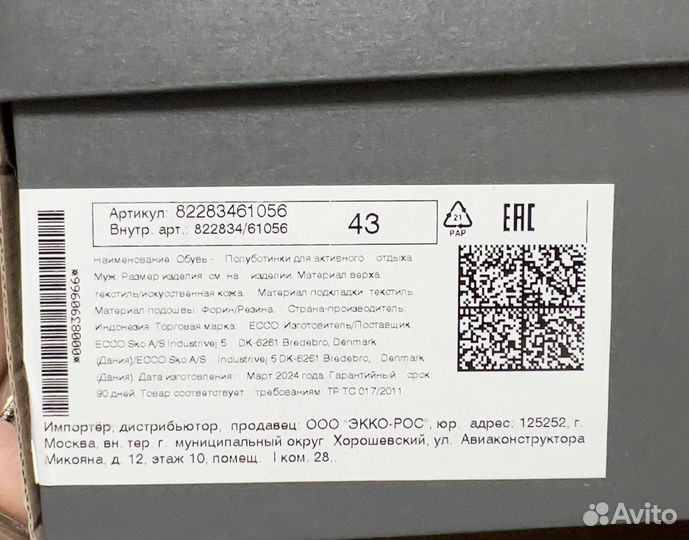 Артикул: 82283461056
Внутр. арт.: 822834/61056
43
21
PAP
EAC
*0008390966*
Наименование: Обувь - Полуботинки для активного отдыха
Муж. Размер изделия: см. на изделии. Материал верха:
текстиль/искусственная кожа. Материал подкладки: текстиль.
Материал подошвы: Форин/Резина. Страна-производитель:
Индонезия Торговая марка: ECCO Изготовитель/Поставщик:
ECCO Sko A/S Industrivej 5 DK-6261 Bredebro, Denmark
(Дания)/ECCO Sko A/S Industrivej 5 DK-6261 Bredebro, Denmark
(Дания). Дата изготовления: Март 2024 года. Гарантийный срок:
90 дней. Товар соответствует требованиям: ТР ТС 017/2011
Импортёр, дистрибьютор, продавец: ООО "ЭККО-РОС", юр. адрес: 125252, г.
Москва, вн. тер. г. муниципальный округ Хорошевский, ул. Авиаконструктора
Микояна, д. 12, этаж 10, помещ. I ком. 28..
Avito